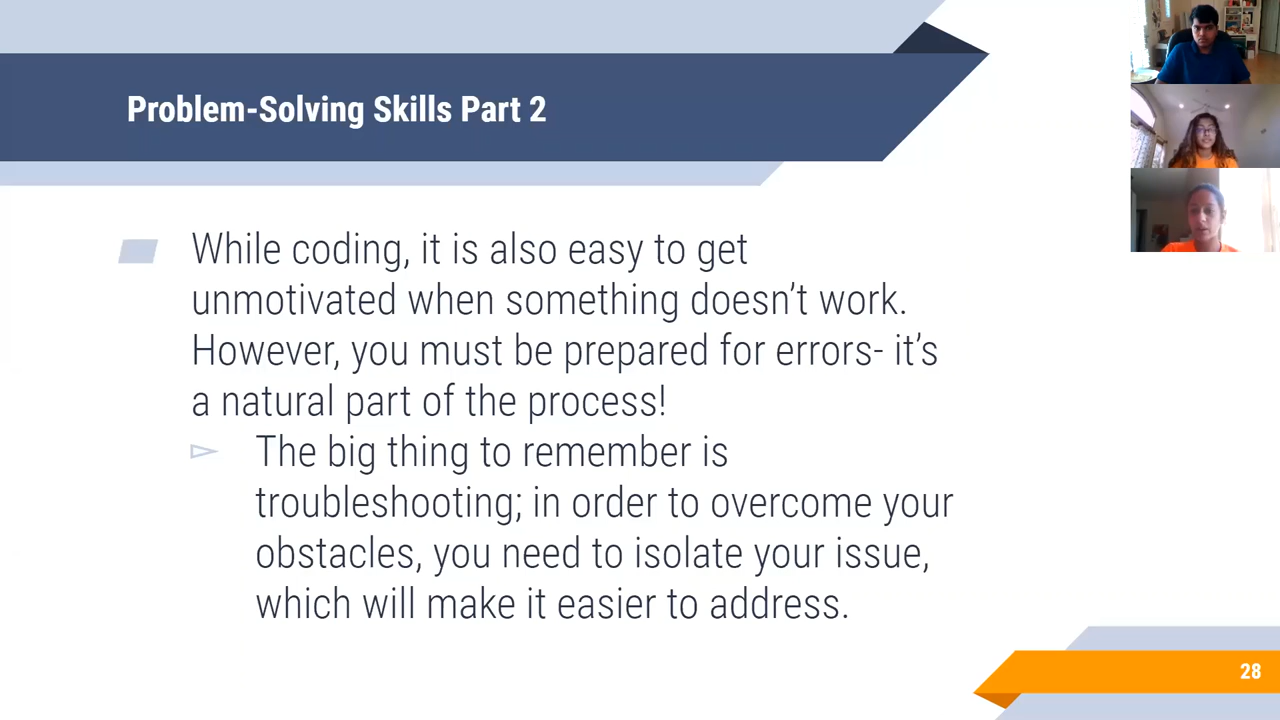 Problem-Solving Skills Part 2
While coding, it is also easy to get
unmotivated when something doesn’t work.
However, you must be prepared for errors- it’s
a natural part of the process!
The big thing to remember is
troubleshooting; in order to overcome your
obstacles, you need to isolate your issue,
which will make it easier to address.
28